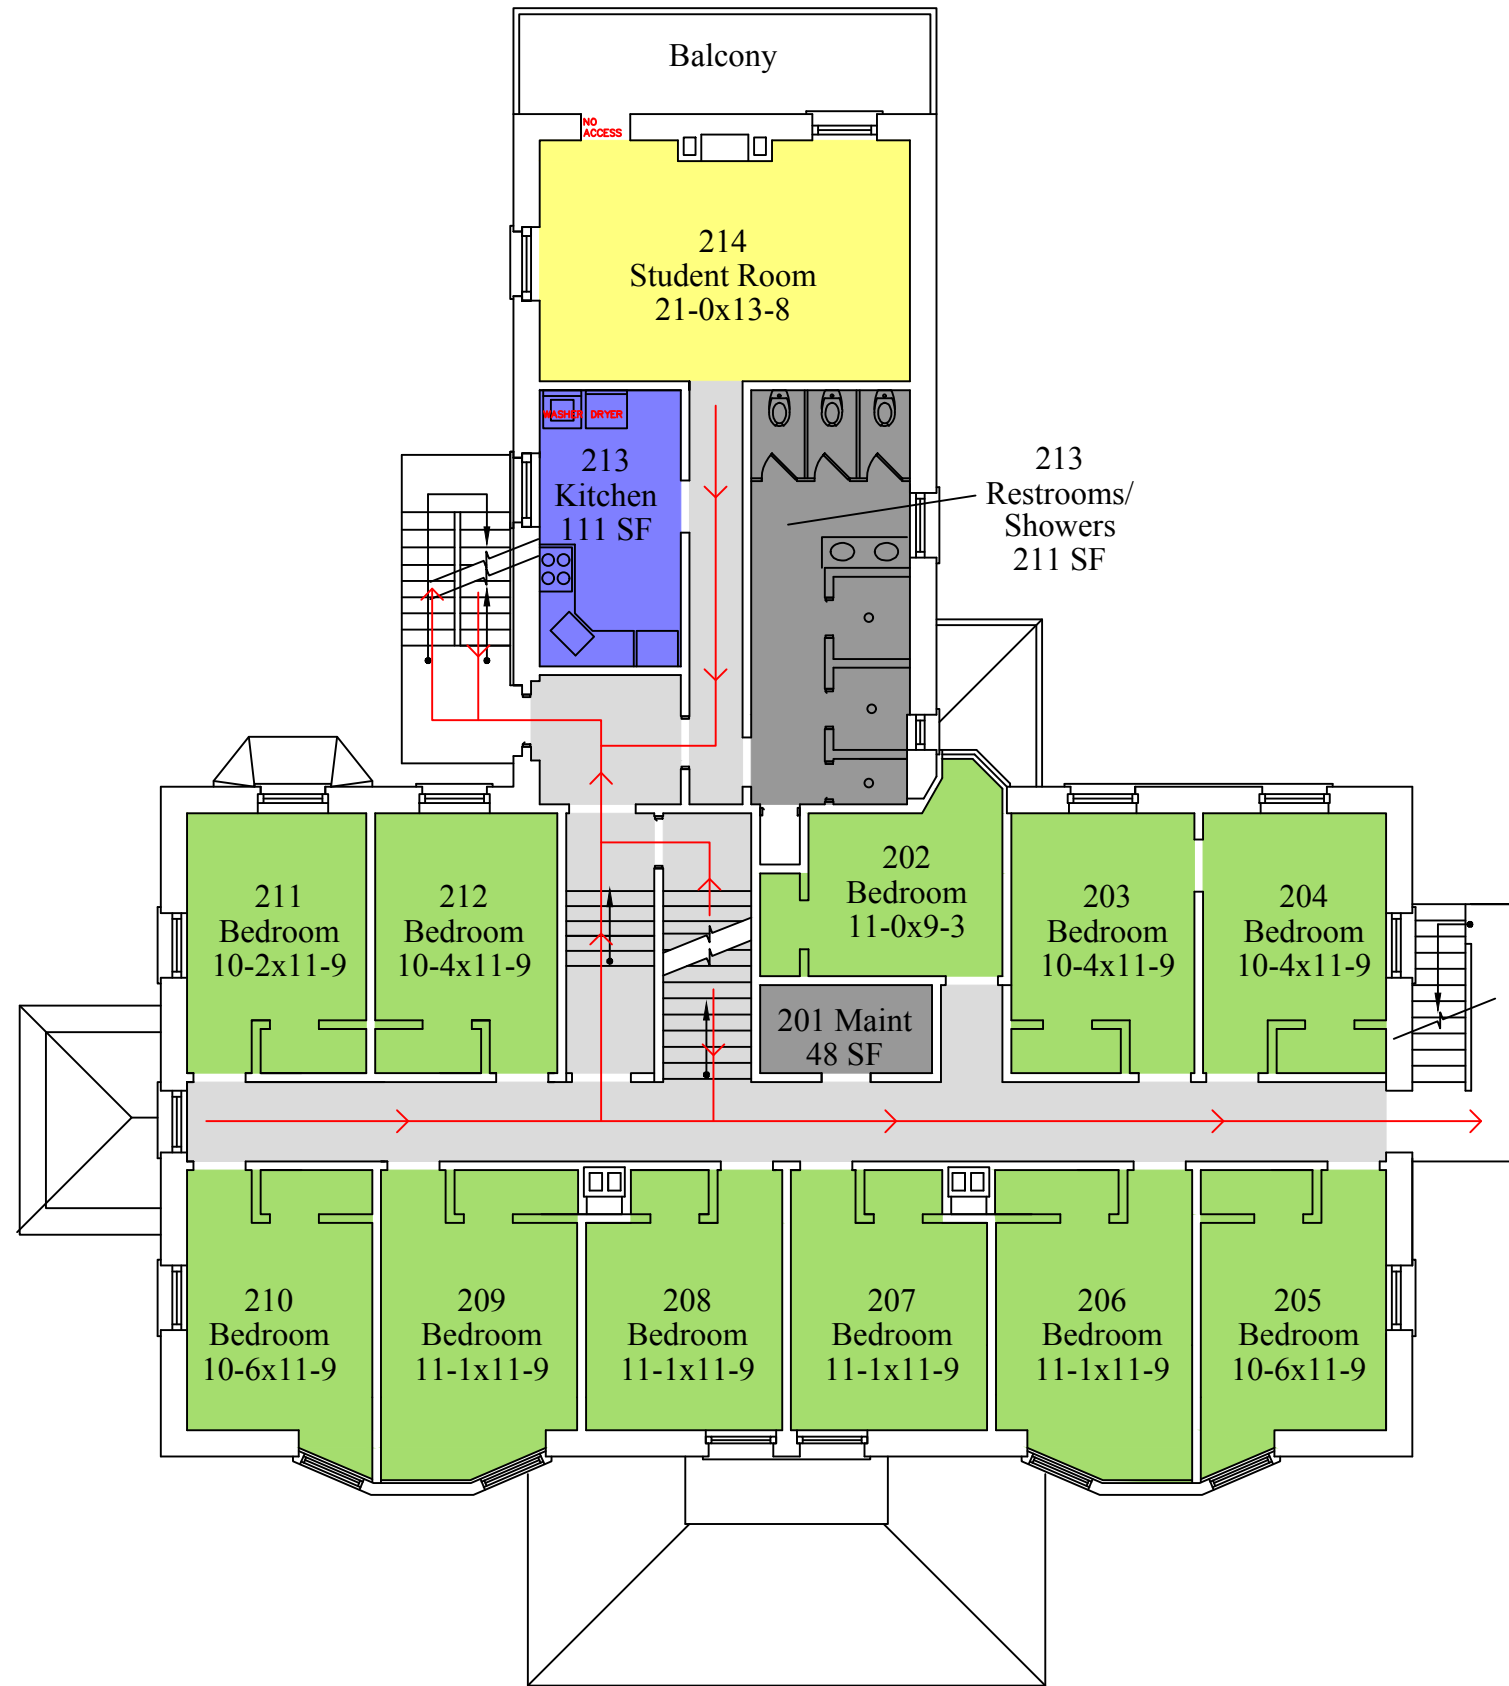 Balcony
NO
ACCESS
214
Student Room
21-0x13-8
WASHER DRYER
213
Kitchen
111 SF
213
Restrooms/
Showers
211 SF
211
Bedroom
10-2x11-9
212
Bedroom
10-4x11-9
202
Bedroom
11-0x9-3
203
Bedroom
10-4x11-9
204
Bedroom
10-4x11-9
201 Maint
48 SF
210
Bedroom
10-6x11-9
209
Bedroom
11-1x11-9
208
Bedroom
11-1x11-9
207
Bedroom
11-1x11-9
206
Bedroom
11-1x11-9
205
Bedroom
10-6x11-9